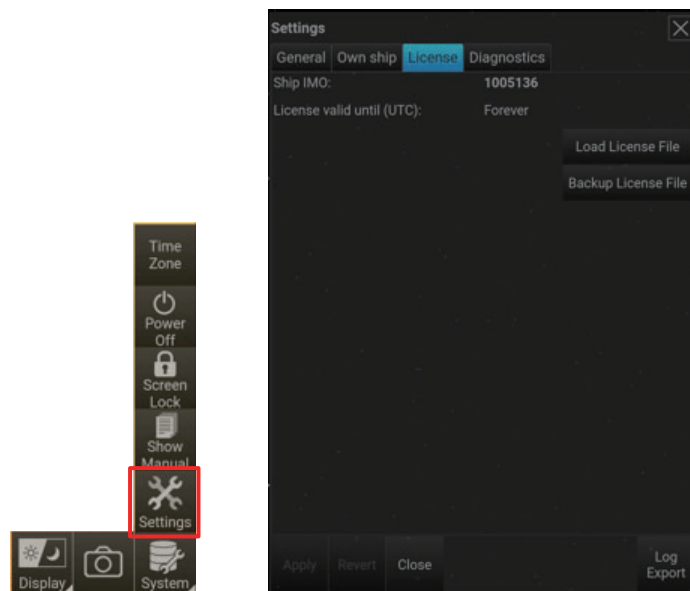 Time
Zone
Power
Off
Screen
Lock
Show
Manual
Settings
Display
System
Settings
General Own ship License Diagnostics
Ship IMO: 1005136
License valid until (UTC): Forever
Load License File
Backup License File
Apply Revert Close
Log
Export